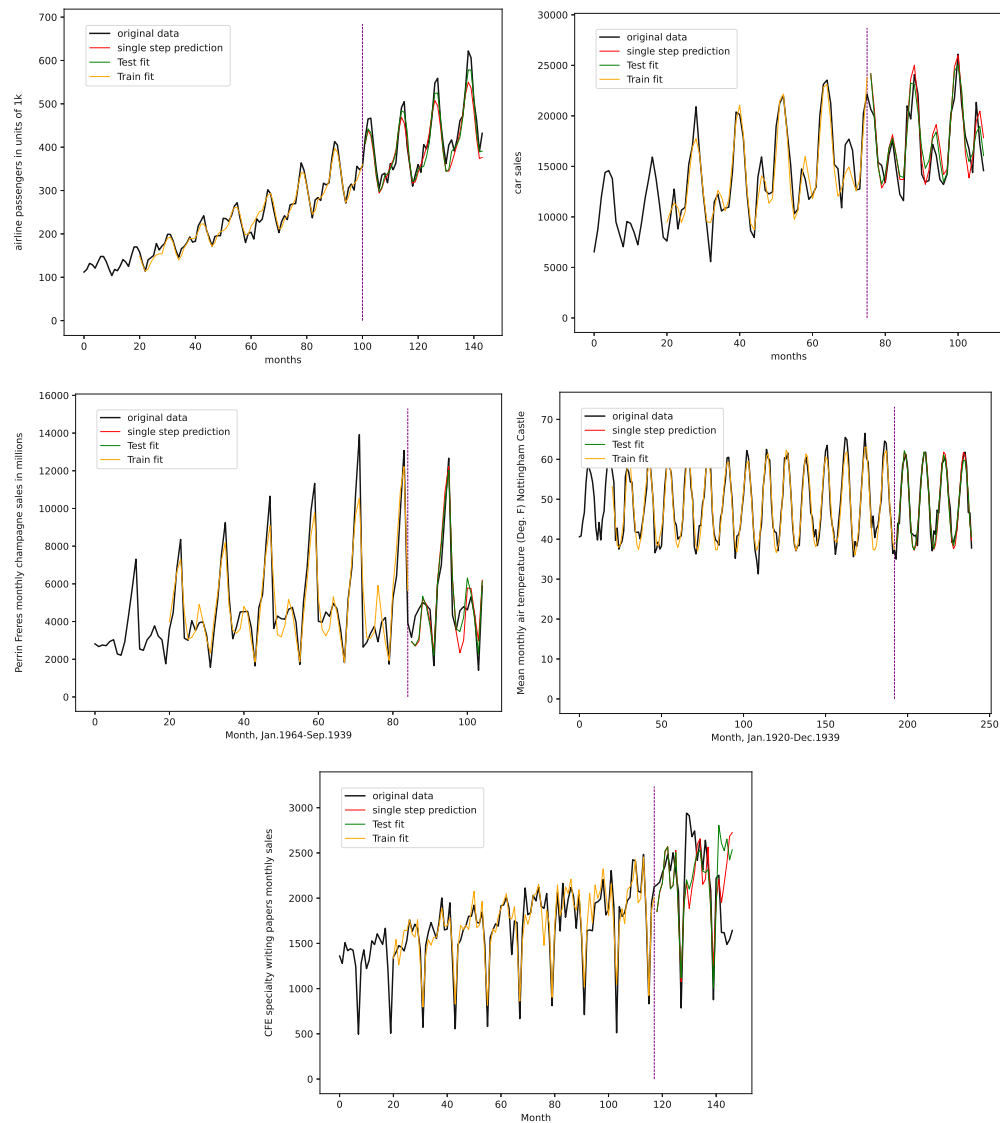 700
600
500
400
300
200
100
0
airline passengers in units of 1k
original data
single step prediction
Test fit
Train fit
0 20 40 60 80 100 120 140
months
30000
25000
20000
15000
10000
5000
0
car sales
original data
single step prediction
Test fit
Train fit
0 20 40 60 80 100
months
16000
14000
12000
10000
8000
6000
4000
2000
0
Perrin Freres monthly champagne sales in millions
original data
single step prediction
Test fit
Train fit
0 20 40 60 80 100
Month, Jan.1964-Sep.1939
70
60
50
40
30
20
10
0
Mean monthly air temperature (Deg. F) Nottingham Castle
original data
single step prediction
Test fit
Train fit
0 50 100 150 200 250
Month, Jan.1920-Dec.1939
3000
2500
2000
1500
1000
500
0
CFE specialty writing papers monthly sales
original data
single step prediction
Test fit
Train fit
0 20 40 60 80 100 120 140
Month